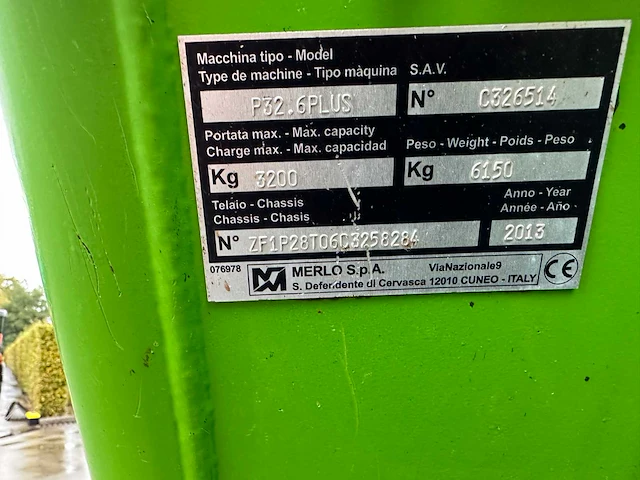 Macchina tipo - Model
Type de machine - Tipo màquina S.A.V.
P32.6PLUS N° C326514
Portata max. - Max. capacity
Charge max. - Max. capacidad Peso - Weight - Poids - Peso
Kg 3200 Kg 6150
Telaio - Chassis Anno - Year
Chassis - Chasis Année - Año
N° ZF1P28T06C3258284 2013
076978 MERLO S.p.A. ViaNazionale9
S. Defendente di Cervasca 12010 CUNEO - ITALY CE